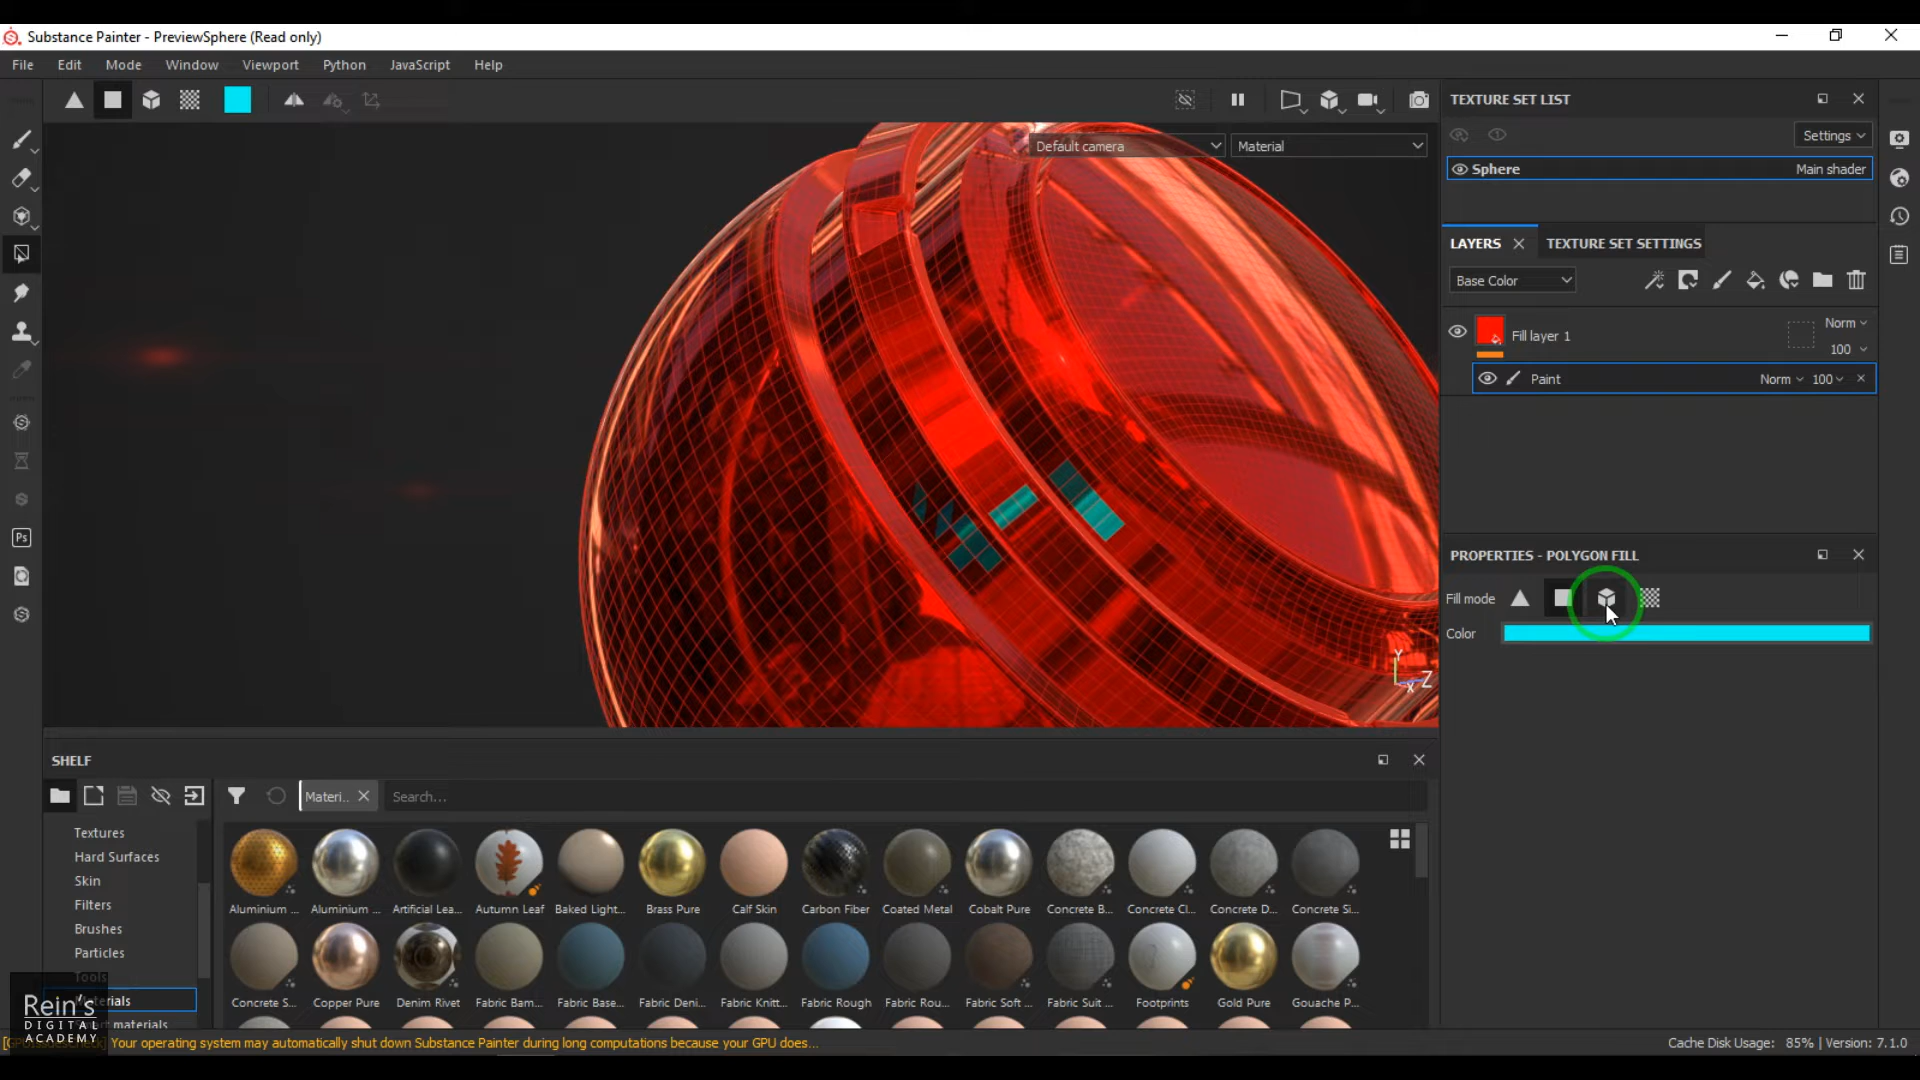 Substance Painter - PreviewSphere (Read only)
File Edit Mode Window Viewport Python JavaScript Help
Default camera
Material
TEXTURE SET LIST
Settings
Sphere Main shader
LAYERS TEXTURE SET SETTINGS
Base Color
Fill layer 1 Norm
100
Paint Norm 100
PROPERTIES - POLYGON FILL
Fill mode
Color
Y
X Z
Ps
SHELF
Materi.. Search...
Textures
Hard Surfaces
Skin
Filters
Brushes
Particles
Tools
Aluminium ... Aluminium ... Artificial Lea... Autumn Leaf Baked Light... Brass Pure Calf Skin Carbon Fiber Coated Metal Cobalt Pure Concrete B... Concrete Cl... Concrete D... Concrete Si...
Concrete S... Copper Pure Denim Rivet Fabric Bam... Fabric Base... Fabric Deni... Fabric Knitt... Fabric Rough Fabric Rou... Fabric Soft ... Fabric Suit ... Footprints Gold Pure Gouache P...
Rein's
DIGITAL
ACADEMY
Your operating system may automatically shut down Substance Painter during long computations because your GPU does...
Cache Disk Usage: 85% | Version: 7.1.0